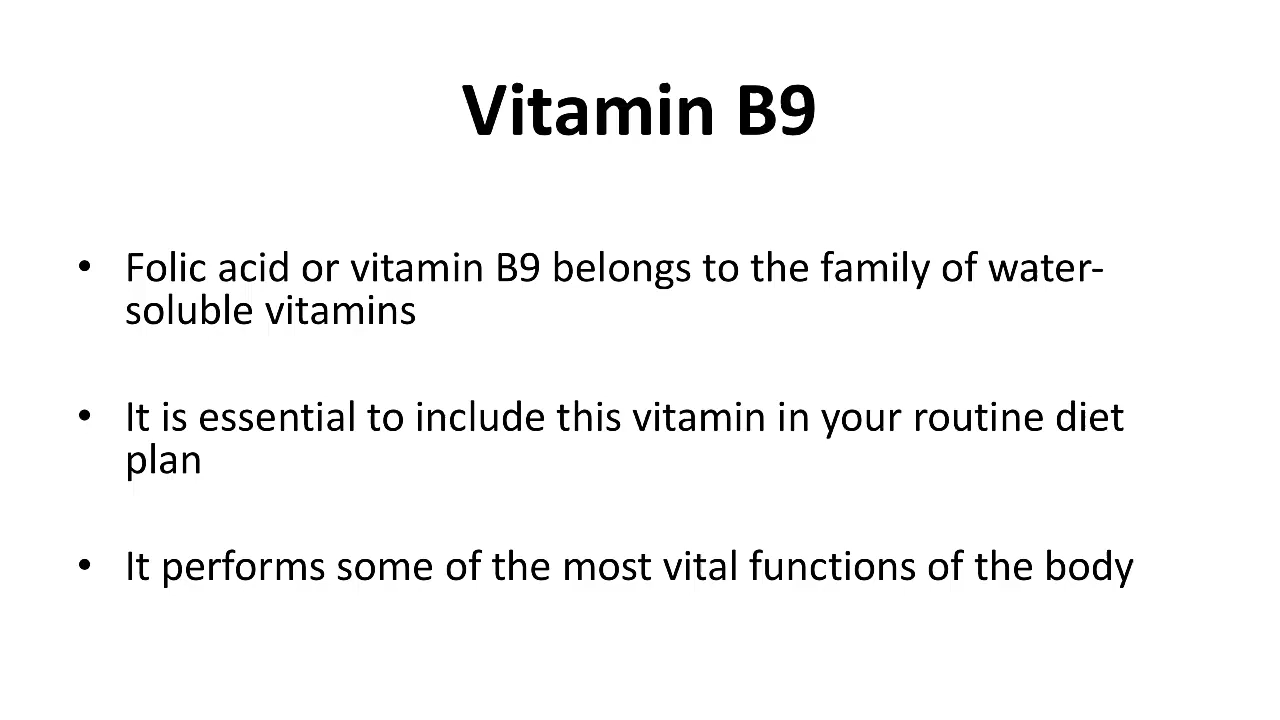 Vitamin B9
• Folic acid or vitamin B9 belongs to the family of water-
soluble vitamins
• It is essential to include this vitamin in your routine diet
plan
• It performs some of the most vital functions of the body